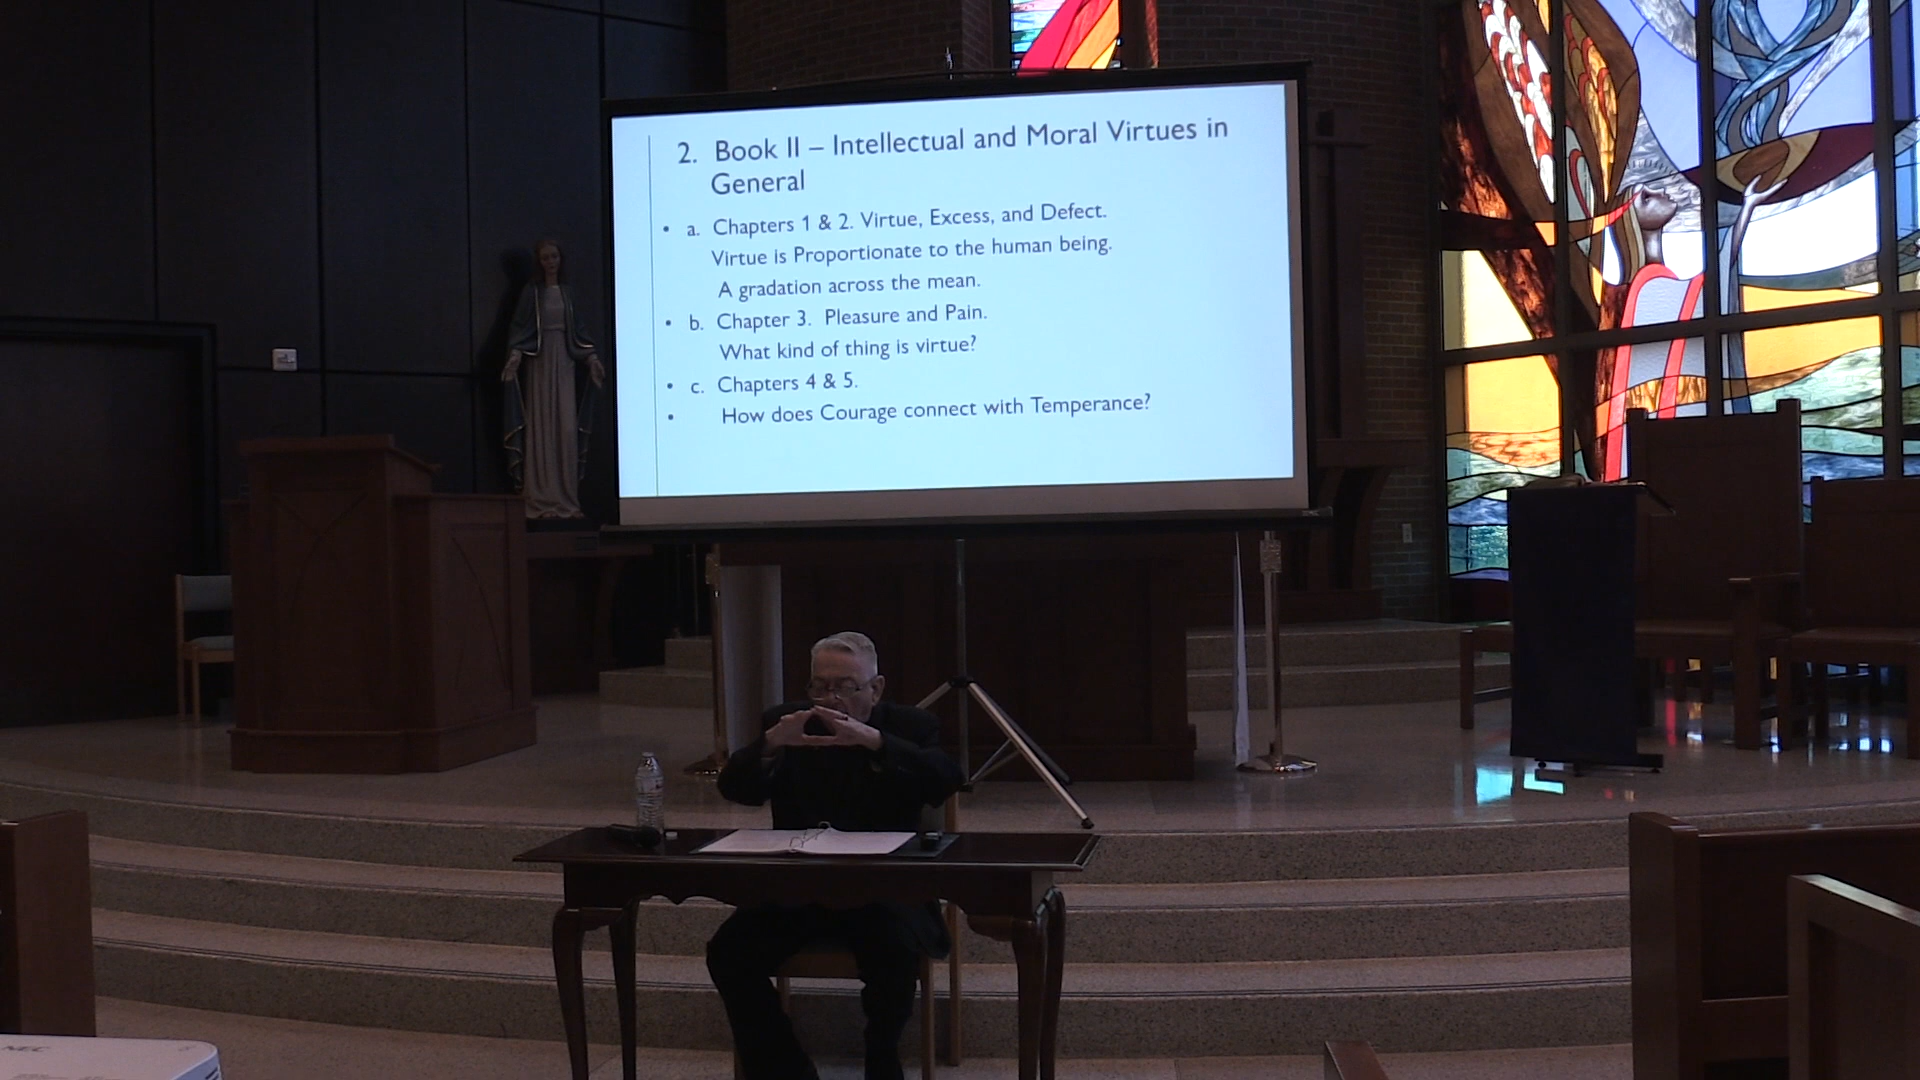 2. Book II – Intellectual and Moral Virtues in
General
• a. Chapters 1 & 2. Virtue, Excess, and Defect.
Virtue is Proportionate to the human being.
A gradation across the mean.
• b. Chapter 3. Pleasure and Pain.
What kind of thing is virtue?
• c. Chapters 4 & 5.
• How does Courage connect with Temperance?
NEC